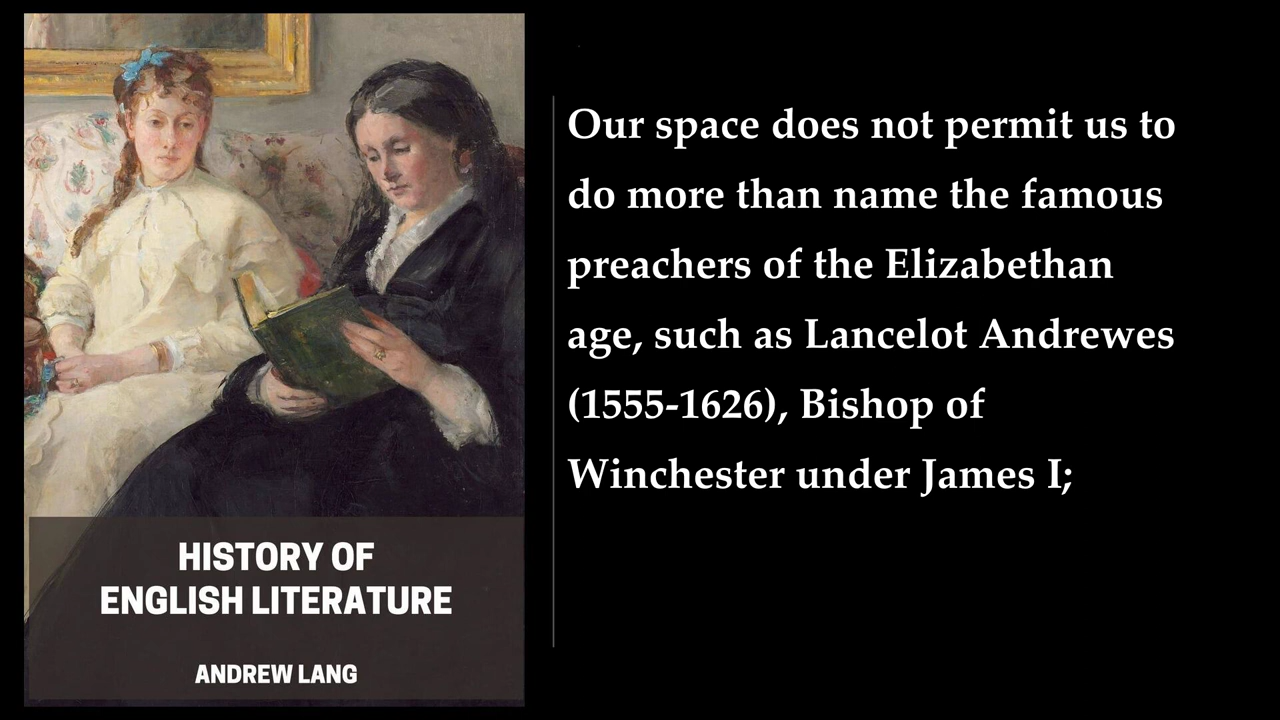 HISTORY OF
ENGLISH LITERATURE
ANDREW LANG
Our space does not permit us to
do more than name the famous
preachers of the Elizabethan
age, such as Lancelot Andrewes
(1555-1626), Bishop of
Winchester under James I;